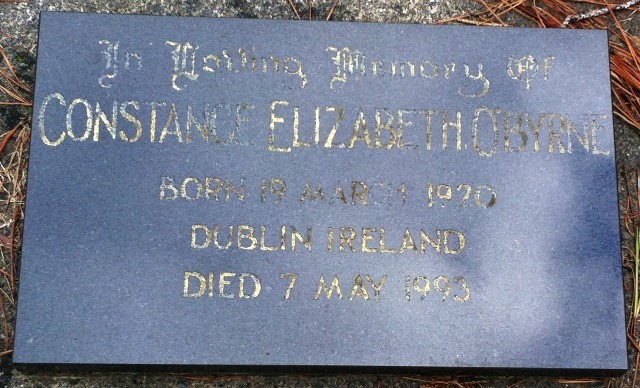 In Loving Memory Of
CONSTANCE ELIZABETH O'BYRNE
BORN 19 MARCH 1920
DUBLIN IRELAND
DIED 7 MAY 1993